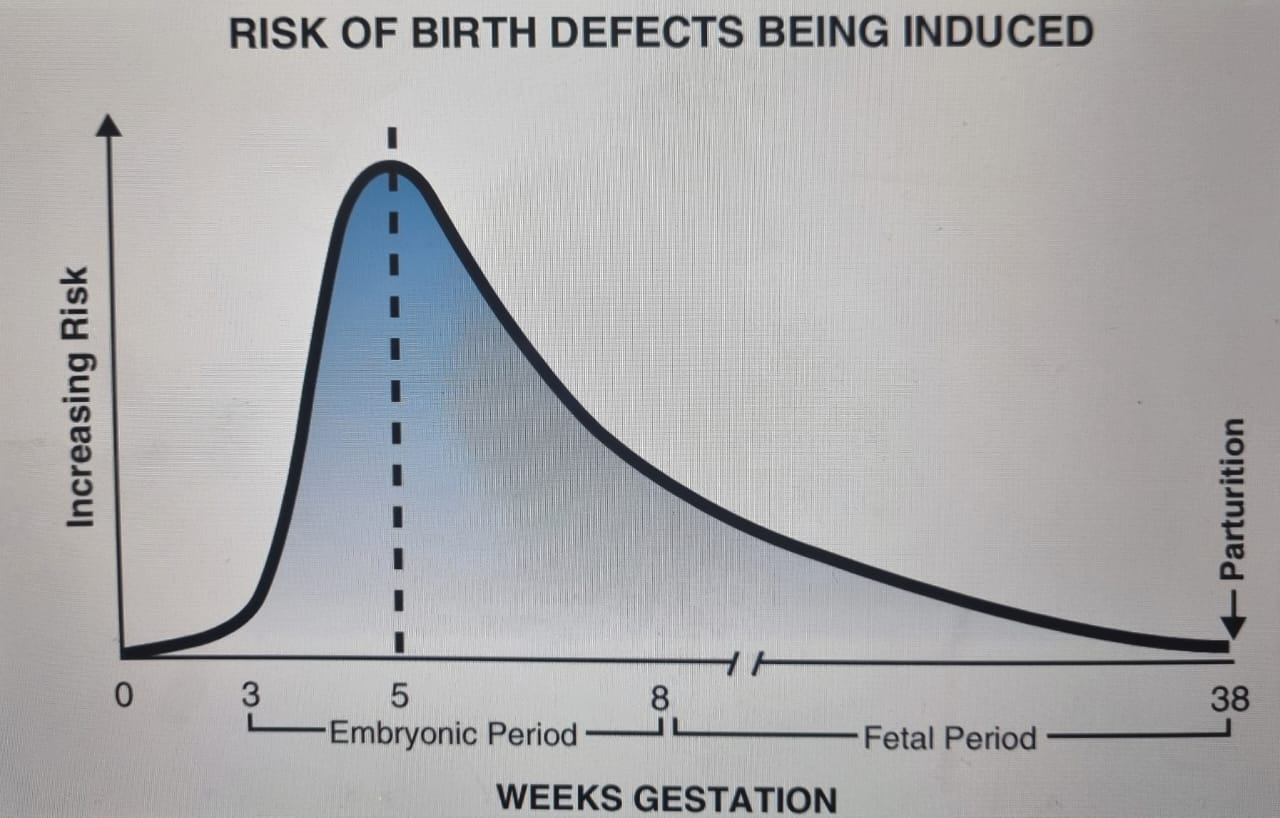 RISK OF BIRTH DEFECTS BEING INDUCED
Increasing Risk
Parturition
0 3 5 8 38
Embryonic Period Fetal Period
WEEKS GESTATION